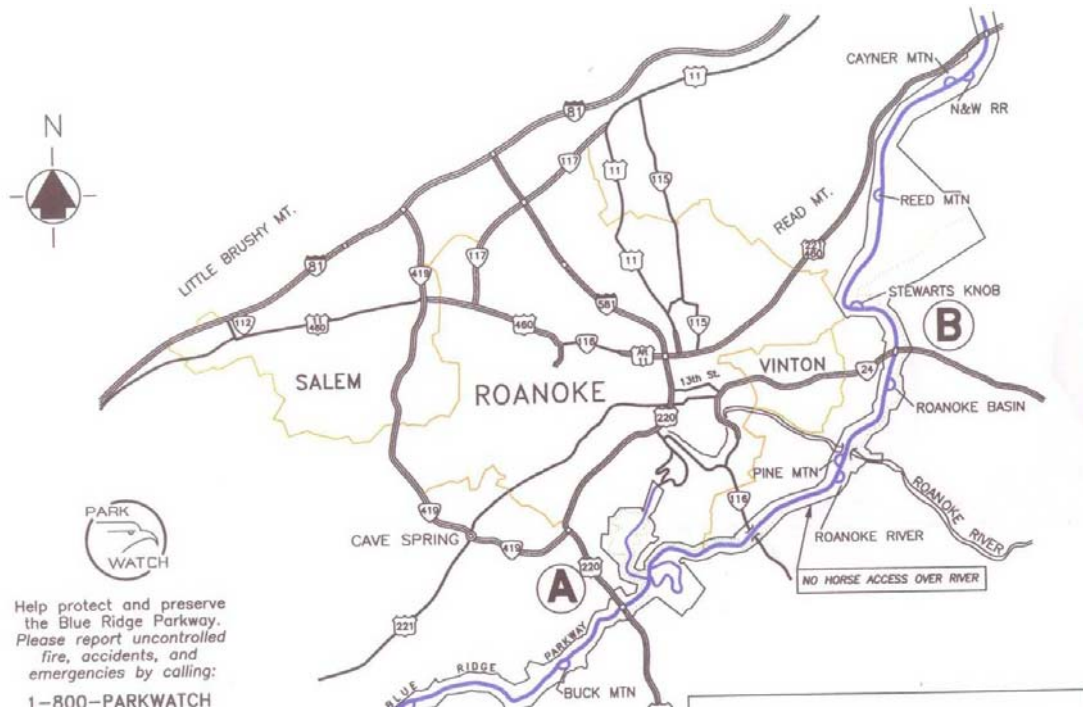 CAYNER MTN
N&W RR
11
81
N
117
11
115
READ MT.
REED MTN
LITTLE BRUSHY MT.
221
460
81
419
117
11
581
STEWARTS KNOB
B
112
11
460
460
116
AR
11
115
VINTON
24
SALEM
ROANOKE
13th St.
220
ROANOKE BASIN
PINE MTN
419
116
ROANOKE RIVER
ROANOKE RIVER
CAVE SPRING
419
220
A
NO HORSE ACCESS OVER RIVER
PARK
WATCH
Help protect and preserve
the Blue Ridge Parkway.
Please report uncontrolled
fire, accidents, and
emergencies by calling:
1-800-PARKWATCH
221
BLUE RIDGE PARKWAY
BUCK MTN